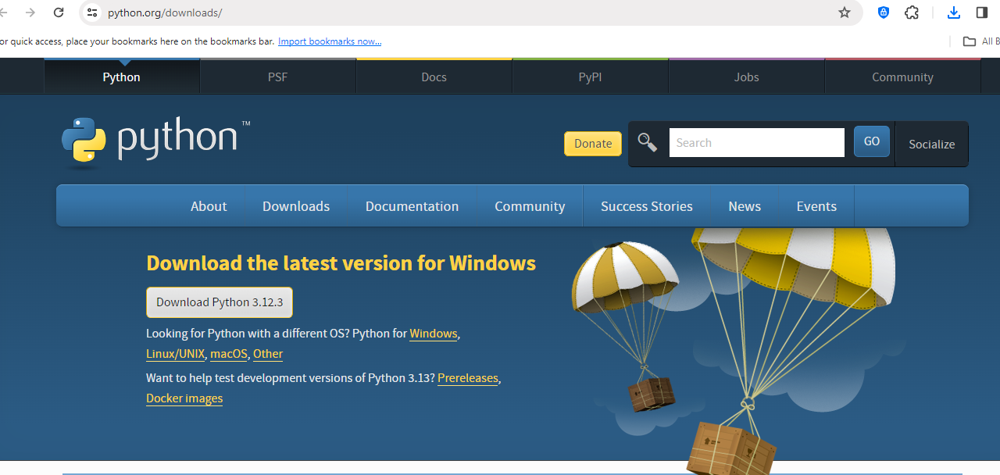 python.org/downloads/
or quick access, place your bookmarks here on the bookmarks bar. Import bookmarks now...
All B
Python PSF Docs PyPI Jobs Community
python™
Donate Search GO Socialize
About Downloads Documentation Community Success Stories News Events
Download the latest version for Windows
Download Python 3.12.3
Looking for Python with a different OS? Python for Windows,
Linux/UNIX, macOS, Other
Want to help test development versions of Python 3.13? Prereleases,
Docker images